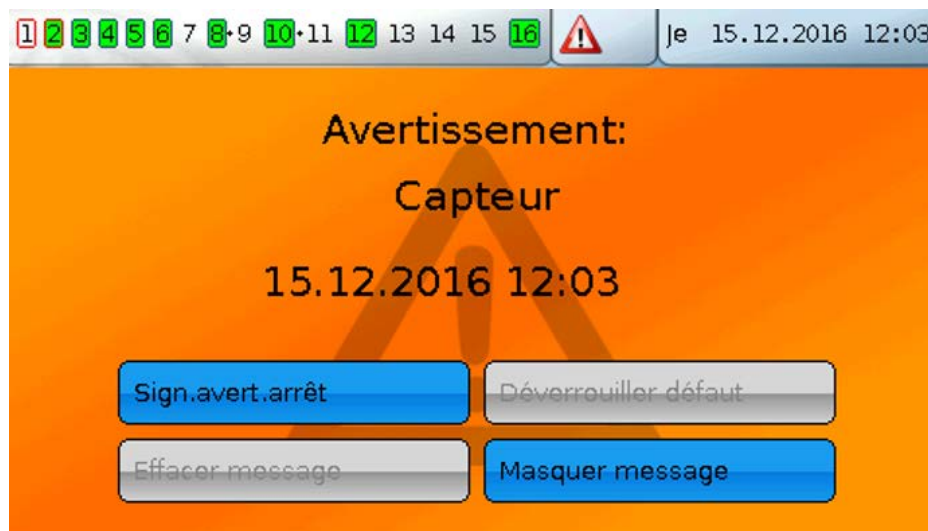 1 2 3 4 5 6 7 8·9 10·11 12 13 14 15 16 Je 15.12.2016 12:03
Avertissement:
Capteur
15.12.2016 12:03
Sign.avert.arrêt Déverrouiller défaut
Effacer message Masquer message